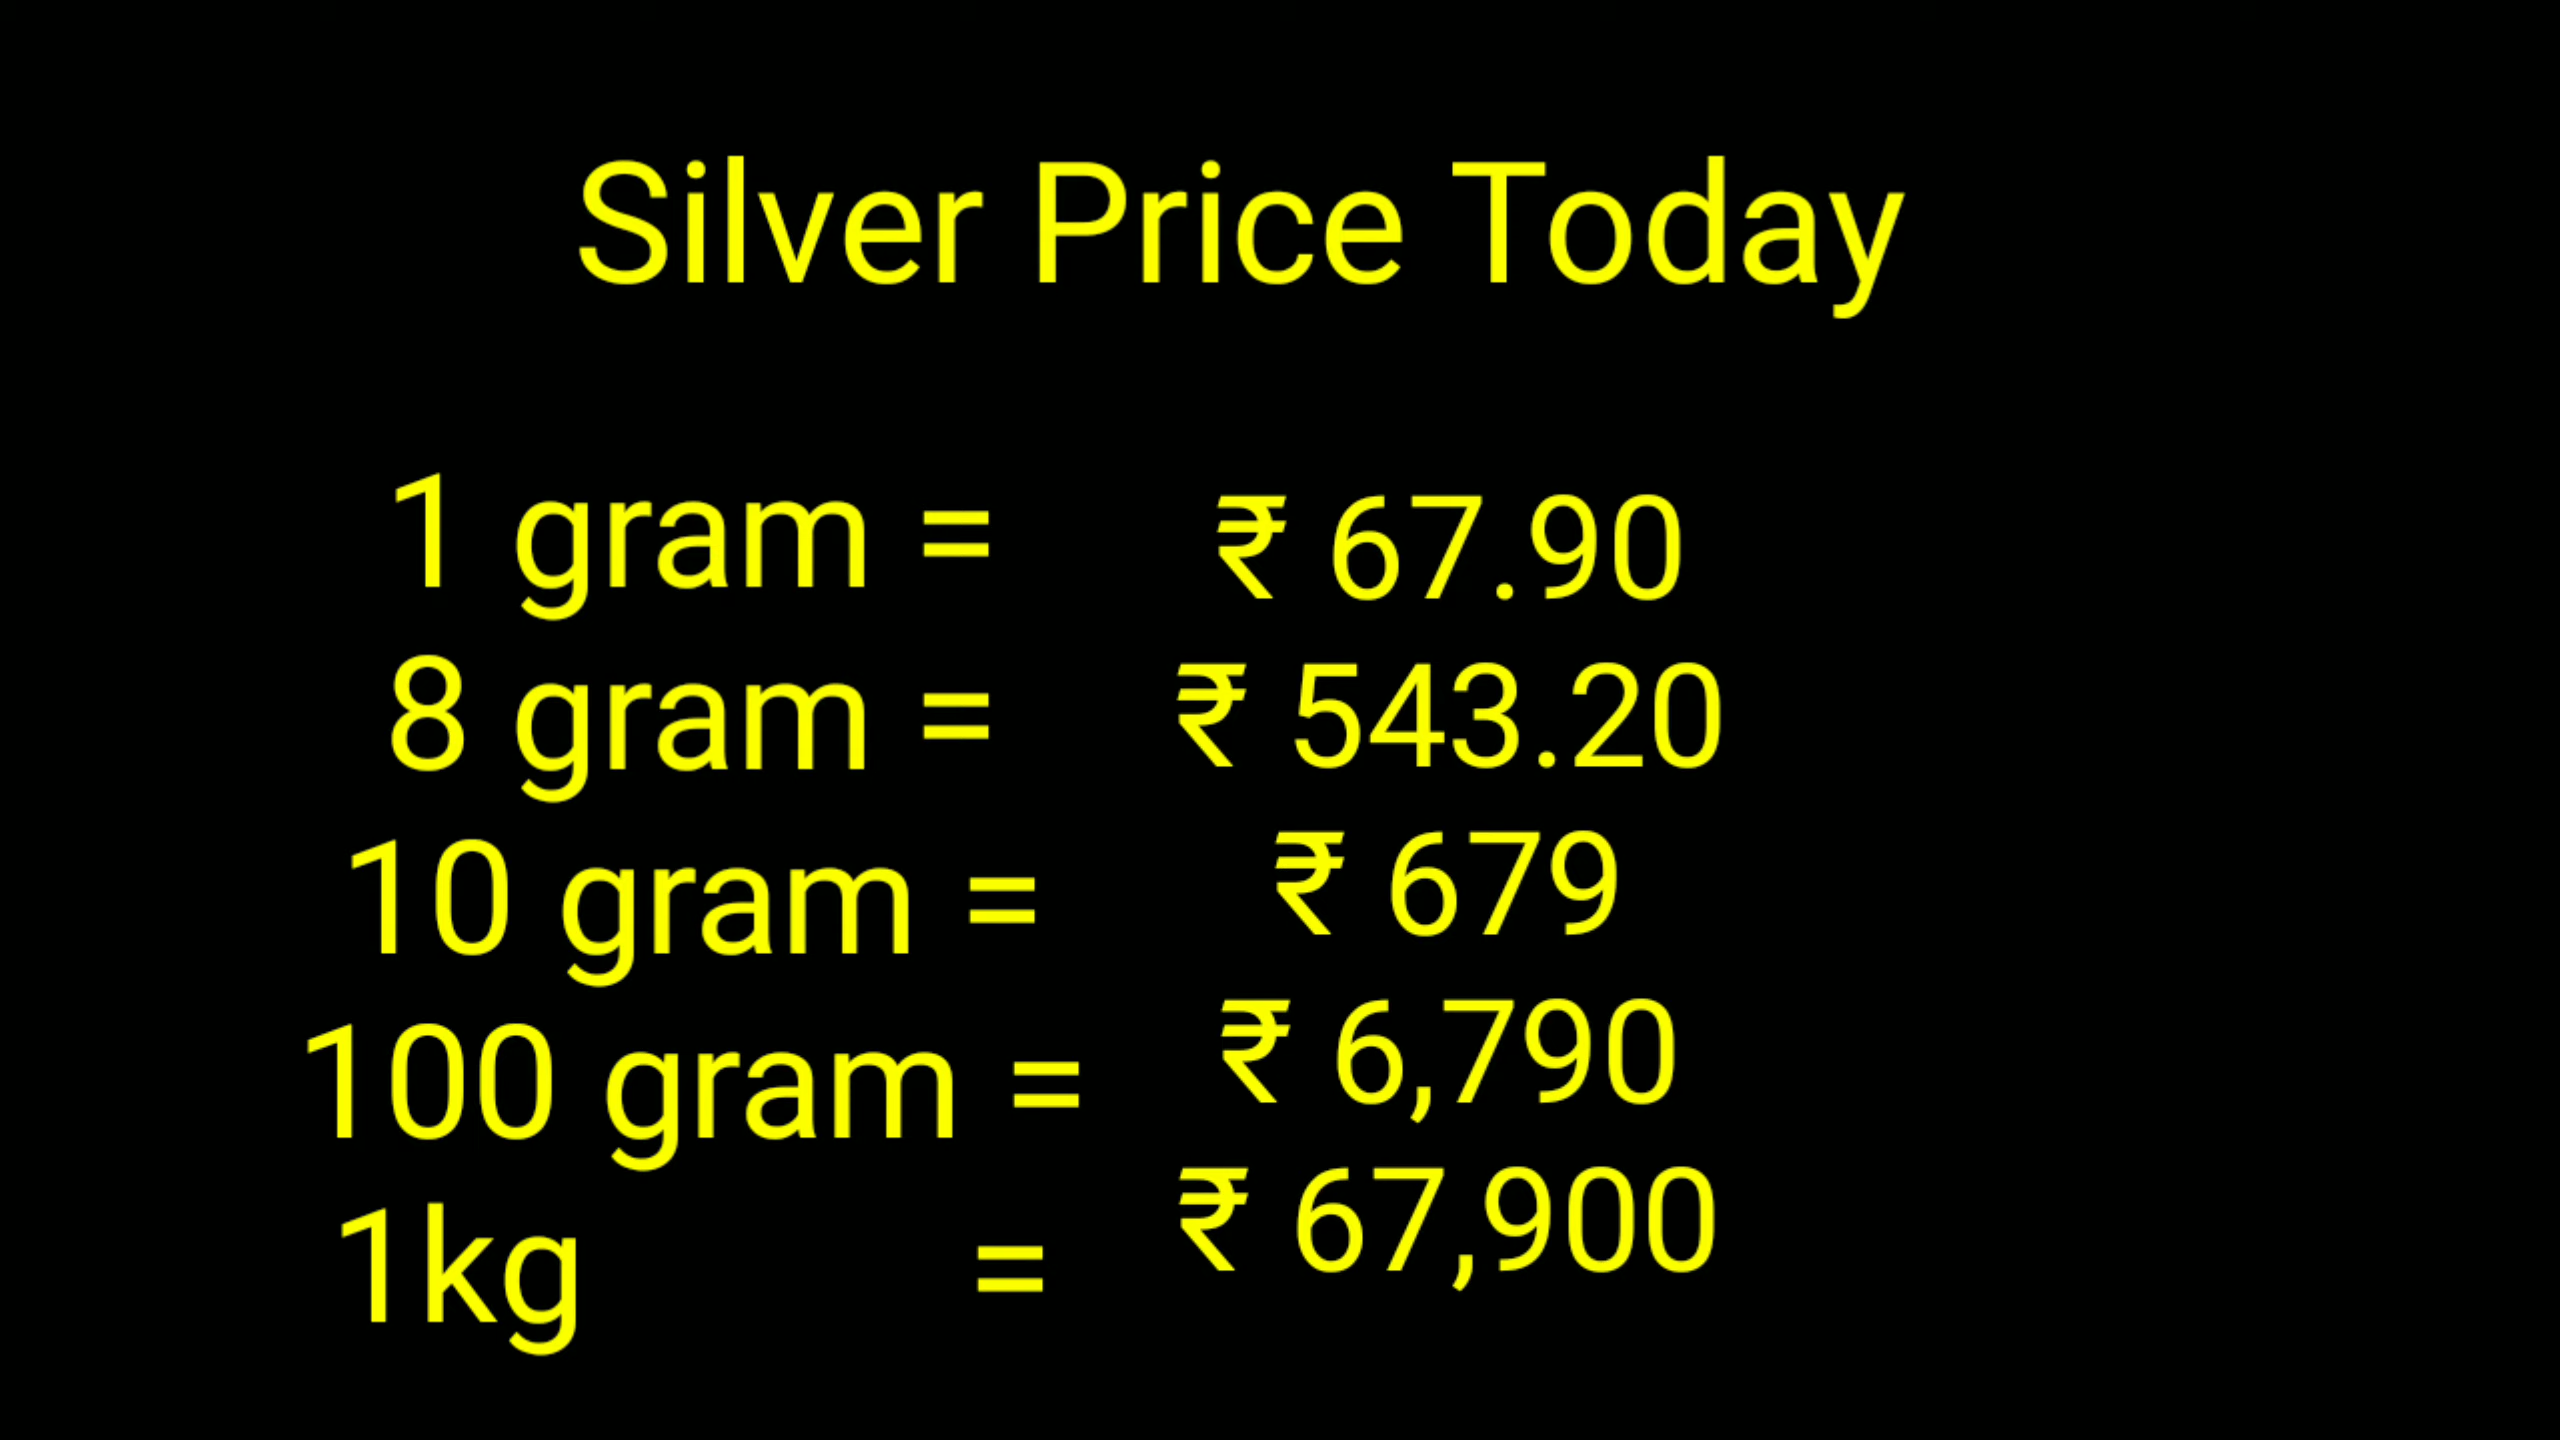 Silver Price Today
1 gram = ₹ 67.90
8 gram = ₹ 543.20
10 gram = ₹ 679
100 gram = ₹ 6,790
1kg = ₹ 67,900